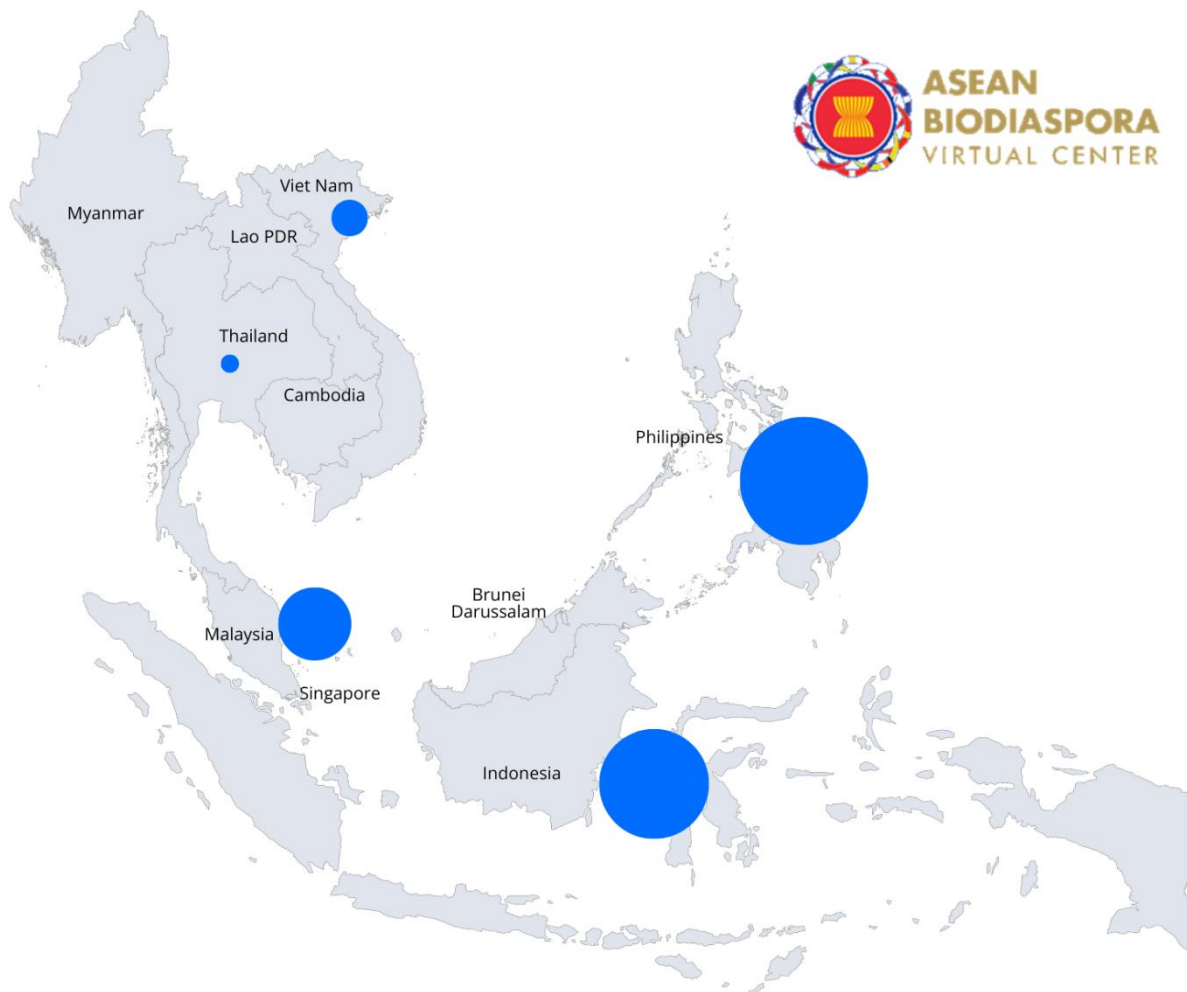 ASEAN
BIODIASPORA
VIRTUAL CENTER
Viet Nam
Myanmar
Lao PDR
Thailand
Cambodia
Philippines
Brunei
Darussalam
Malaysia
Singapore
Indonesia